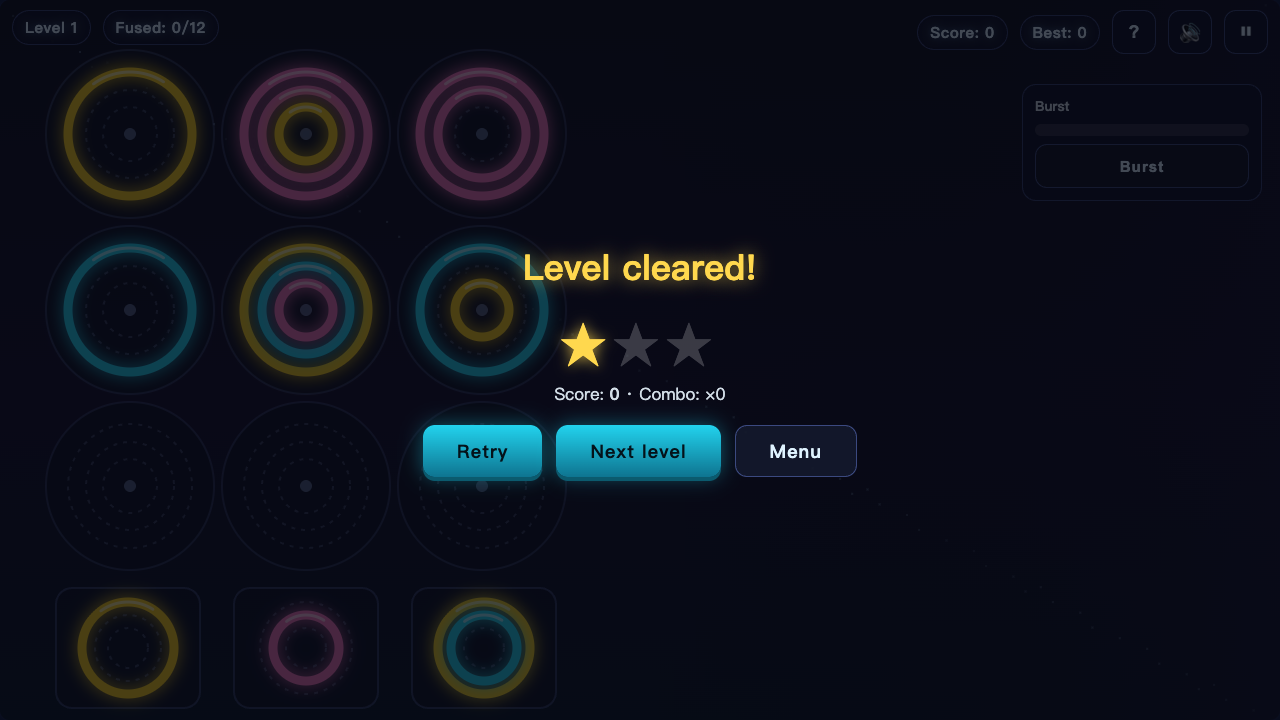 Level 1
Fused: 0/12
Score: 0
Best: 0
?
Burst
Burst
Level cleared!
Score: 0 · Combo: ×0
Retry
Next level
Menu